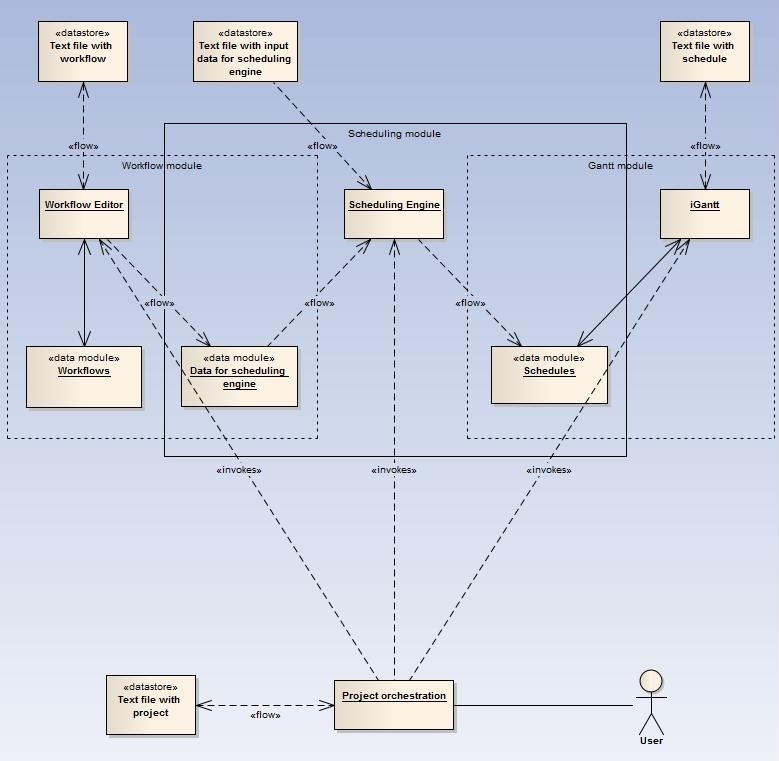 «datastore»
Text file with
workflow
«datastore»
Text file with input
data for scheduling
engine
«datastore»
Text file with
schedule
Scheduling module
«flow»
«flow»
«flow»
Workflow module
Gantt module
Workflow Editor
Scheduling Engine
iGantt
«flow»
«flow»
«flow»
«data module»
Workflows
«data module»
Data for scheduling
engine
«data module»
Schedules
«invokes»
«invokes»
«invokes»
«datastore»
Text file with
project
«flow»
Project orchestration
User